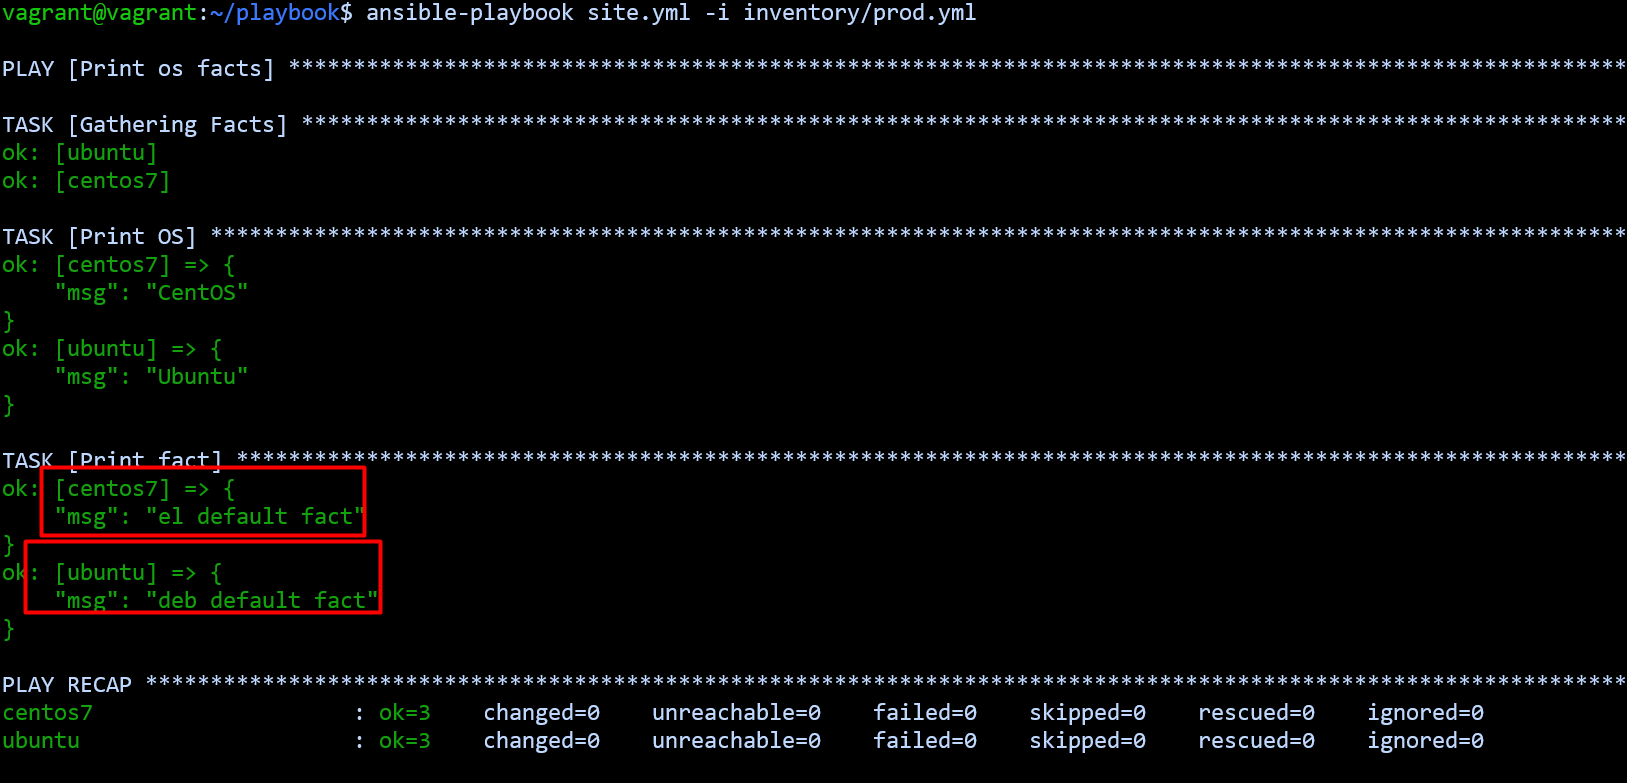 vagrant@vagrant:~/playbook$ ansible-playbook site.yml -i inventory/prod.yml
PLAY [Print os facts] *******************************************************************************************************
TASK [Gathering Facts] ******************************************************************************************************
ok: [ubuntu]
ok: [centos7]
TASK [Print OS] *************************************************************************************************************
ok: [centos7] => {
    "msg": "CentOS"
}
ok: [ubuntu] => {
    "msg": "Ubuntu"
}
TASK [Print fact] ***********************************************************************************************************
ok: [centos7] => {
    "msg": "el default fact"
}
ok: [ubuntu] => {
    "msg": "deb default fact"
}
PLAY RECAP ******************************************************************************************************************
centos7                    : ok=3    changed=0    unreachable=0    failed=0    skipped=0    rescued=0    ignored=0
ubuntu                     : ok=3    changed=0    unreachable=0    failed=0    skipped=0    rescued=0    ignored=0